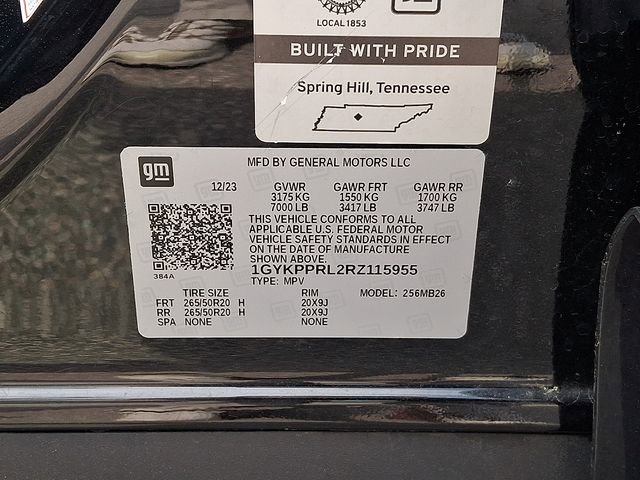 LOCAL 1853
BUILT WITH PRIDE
Spring Hill, Tennessee
gm
MFD BY GENERAL MOTORS LLC
12/23 GVWR GAWR FRT GAWR RR
3175 KG 1550 KG 1700 KG
7000 LB 3417 LB 3747 LB
THIS VEHICLE CONFORMS TO ALL
APPLICABLE U.S. FEDERAL MOTOR
VEHICLE SAFETY STANDARDS IN EFFECT
ON THE DATE OF MANUFACTURE
SHOWN ABOVE.
384A
1GYKPPRL2RZ115955
TYPE: MPV
TIRE SIZE RIM MODEL: 256MB26
FRT 265/50R20 H 20X9J
RR 265/50R20 H 20X9J
SPA NONE NONE